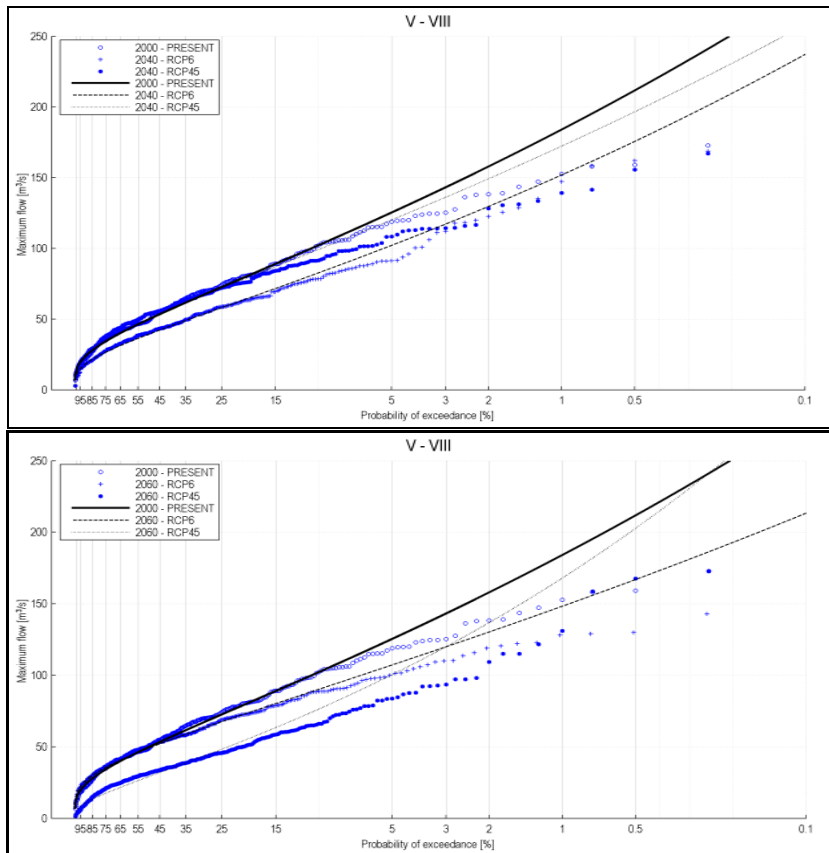 V - VIII
250
200
150
100
50
0
2000 - PRESENT
2040 - RCP6
2040 - RCP45
2000 - PRESENT
2040 - RCP6
2040 - RCP45
Maximum flow [m³/s]
95 85 75 65 55 45 35 25 15 5 3 2 1 0.5 0.1
Probability of exceedance [%]
V - VIII
250
200
150
100
50
0
2000 - PRESENT
2060 - RCP6
2060 - RCP45
2000 - PRESENT
2060 - RCP6
2060 - RCP45
Maximum flow [m³/s]
95 85 75 65 55 45 35 25 15 5 3 2 1 0.5 0.1
Probability of exceedance [%]